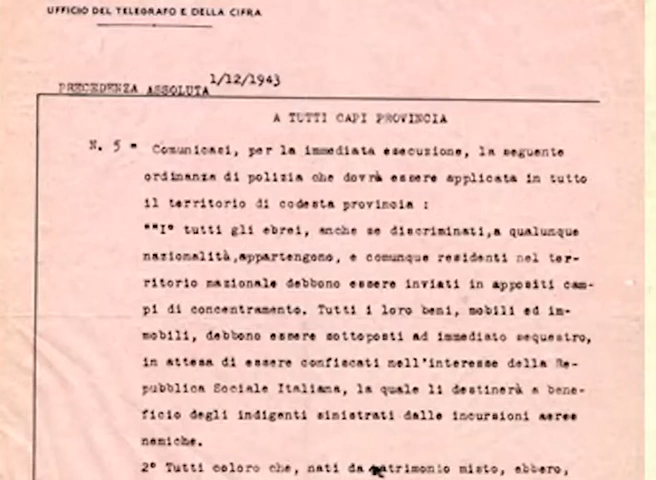 UFFICIO DEL TELEGRAFO E DELLA CIFRA
PRECEDENZA ASSOLUTA 1/12/1943
A TUTTI CAPI PROVINCIA
N. 5 = Comunicasi, per la immediata esecuzione, la seguente
ordinanza di polizia che dovrà essere applicata in tutto
il territorio di codesta provincia :
""I° tutti gli ebrei, anche se discriminati,a qualunque
nazionalità,appartengono, e comunque residenti nel ter-
ritorio nazionale debbono essere inviati in appositi cam-
pi di concentramento. Tutti i loro beni, mobili ed im-
mobili, debbono essere sottoposti ad immediato sequestro,
in attesa di essere confiscati nell'interesse della Re-
pubblica Sociale Italiana, la quale li destinerà a bene-
ficio degli indigenti sinistrati dalle incursioni aeree
nemiche.
2° Tutti coloro che, nati da matrimonio misto, ebbero,